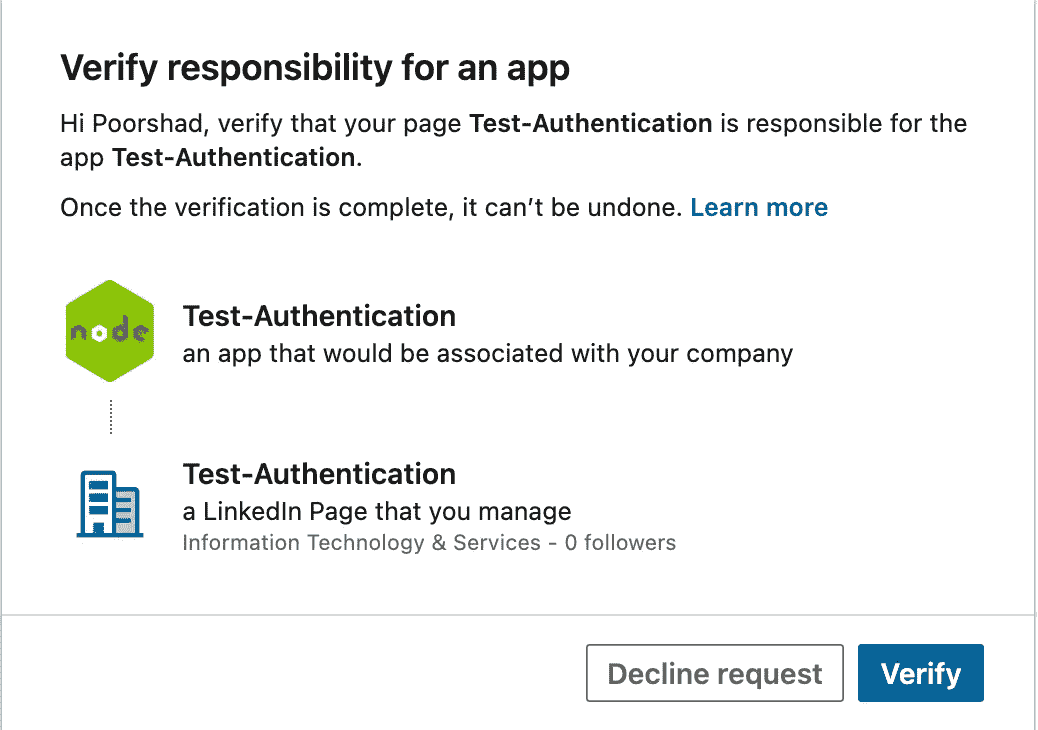 Verify responsibility for an app
Hi Poorshad, verify that your page Test-Authentication is responsible for the
app Test-Authentication.
Once the verification is complete, it can’t be undone. Learn more
node
Test-Authentication
an app that would be associated with your company
Test-Authentication
a LinkedIn Page that you manage
Information Technology & Services - 0 followers
Decline request
Verify